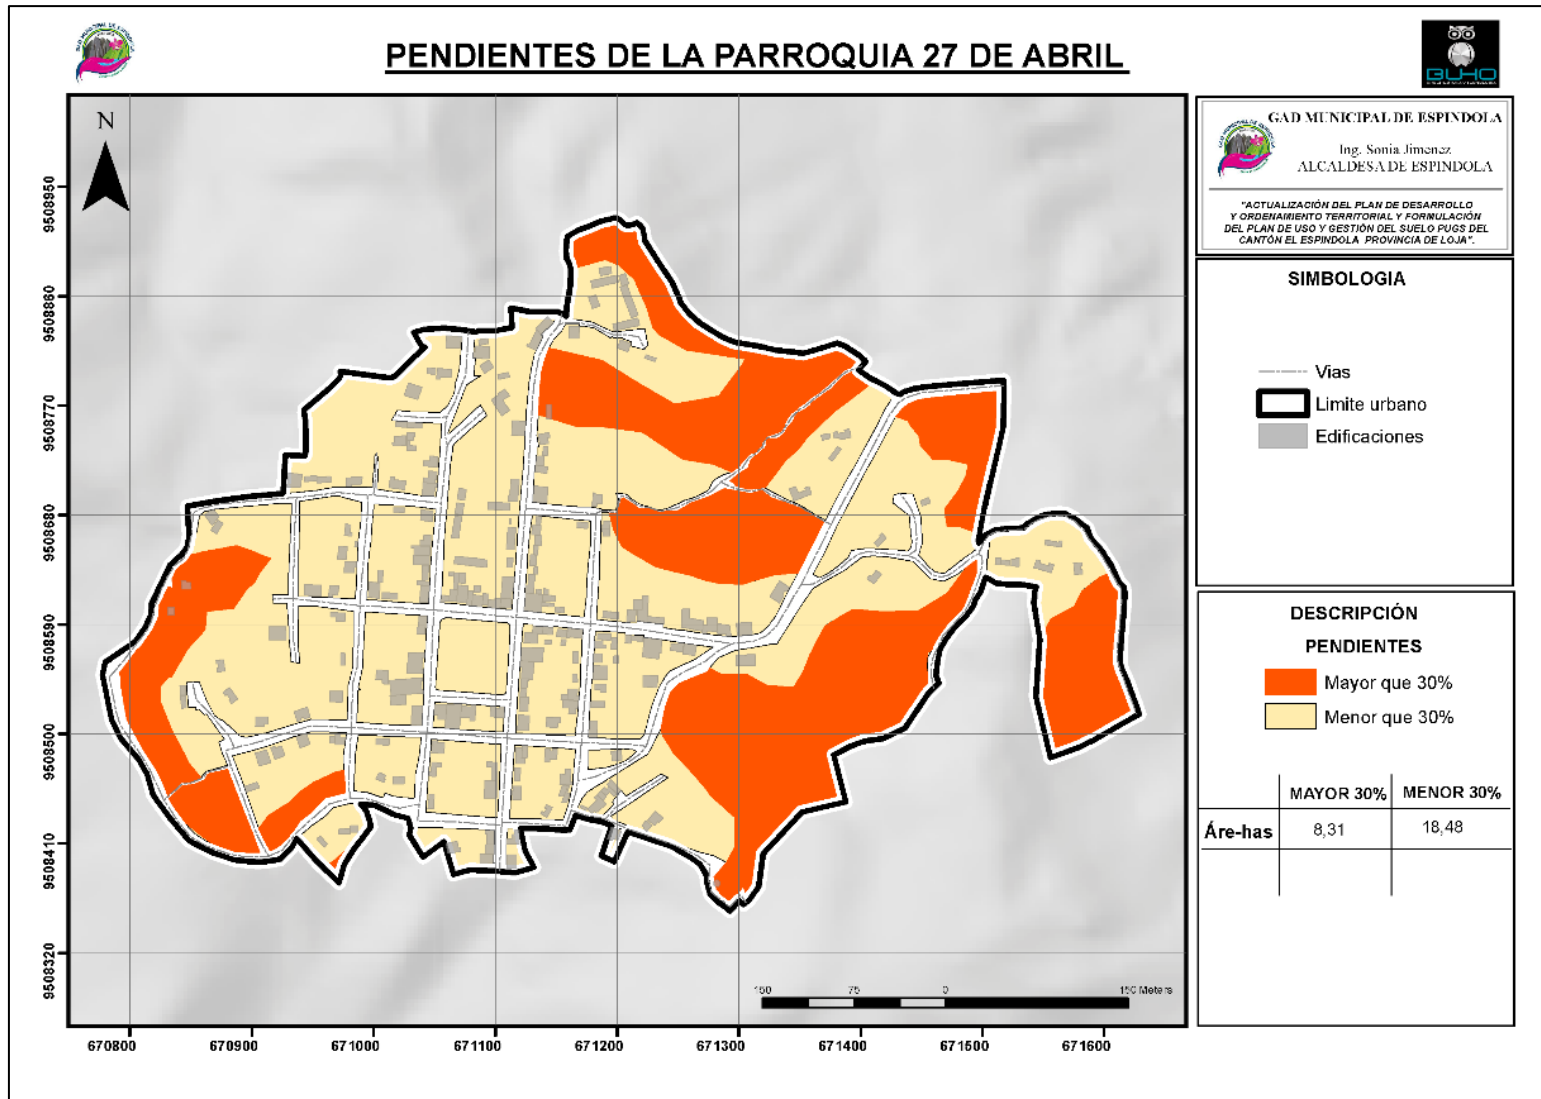 PENDIENTES DE LA PARROQUIA 27 DE ABRIL
BUHO
GAD MUNICIPAL DE ESPINDOLA
Ing. Sonia Jimenez
ALCALDESA DE ESPINDOLA
"ACTUALIZACIÓN DEL PLAN DE DESARROLLO
Y ORDENAMIENTO TERRITORIAL Y FORMULACIÓN
DEL PLAN DE USO Y GESTIÓN DEL SUELO PUGS DEL
CANTÓN EL ESPINDOLA PROVINCIA DE LOJA".
SIMBOLOGIA
Vias
Limite urbano
Edificaciones
DESCRIPCIÓN
PENDIENTES
Mayor que 30%
Menor que 30%
MAYOR 30% MENOR 30%
Áre-has 8,31 18,48
N
9508950
9508860
9508770
9508680
9508590
9508500
9508410
9508320
150 75 0 150 Meters
670800 670900 671000 671100 671200 671300 671400 671500 671600